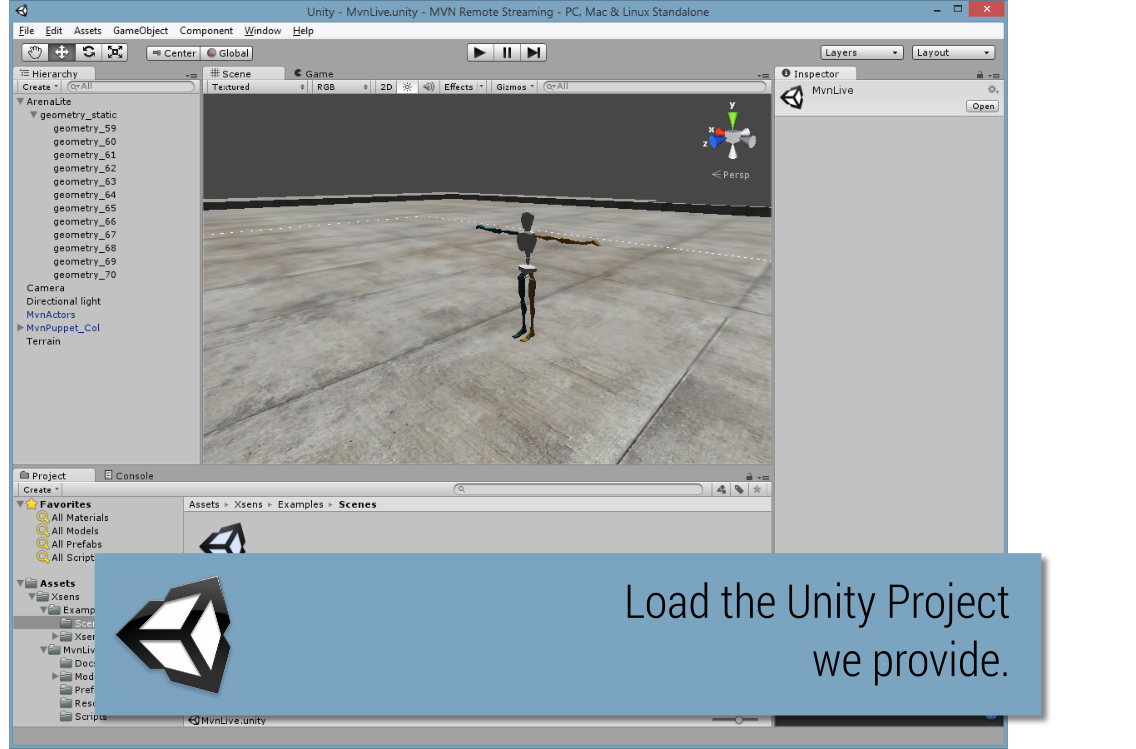 Unity - MvnLive.unity - MVN Remote Streaming - PC, Mac & Linux Standalone
File Edit Assets GameObject Component Window Help
Center Global Layers Layout
Hierarchy Scene Game Inspector
Create All Textured RGB 2D Effects Gizmos All
MvnLive
Open
ArenaLite
geometry_static
geometry_59
geometry_60
geometry_61
geometry_62
geometry_63
geometry_64
geometry_65
geometry_66
geometry_67
geometry_68
geometry_69
geometry_70
Camera
Directional light
MvnActors
MvnPuppet_Col
Terrain
y
x
z
Persp
Project Console
Create
Favorites
All Materials
All Models
All Prefabs
All Script
Assets Xsens Examples Scenes
Assets
Xsens
Examp
Scen
Xser
MvnLiv
Docs
Mod
Pref
Reso
Scripts
MvnLive.unity
Load the Unity Project
we provide.